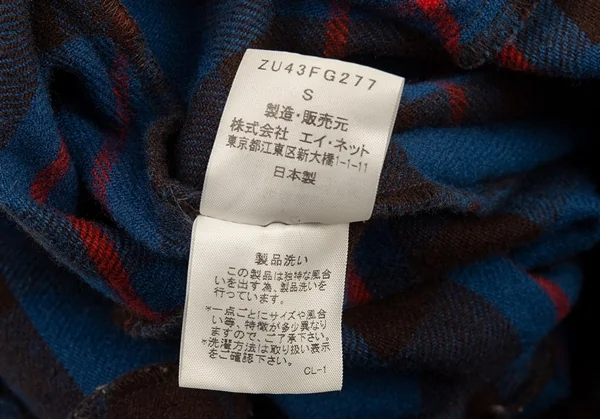 ZU43FG277
S
製造・販売元
株式会社 エイ・ネット
東京都江東区新大橋1-1-11
日本製
製品洗い
この製品は独特な風合
いを出す為、製品洗いを
行っています。
*一点ごとにサイズや風合
い等、特徴が多少異なり
ますので、ご了承下さい。
*洗濯方法は取り扱い表示
をご確認下さい。
CL-1